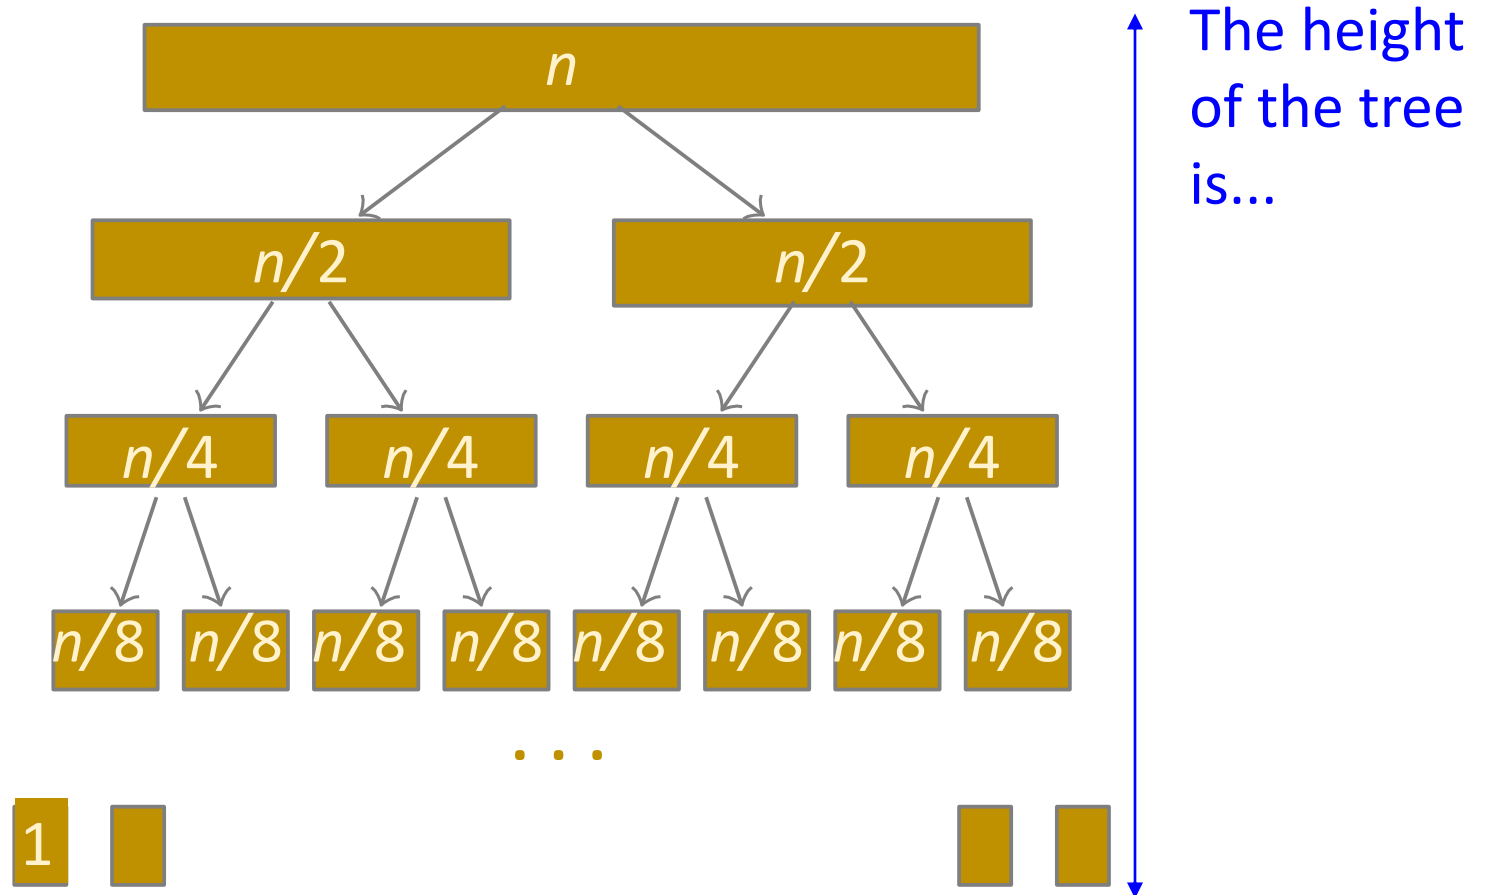 The height
of the tree
is...
n
n/2 n/2
n/4 n/4 n/4 n/4
n/8 n/8 n/8 n/8 n/8 n/8 n/8 n/8
. . .
1